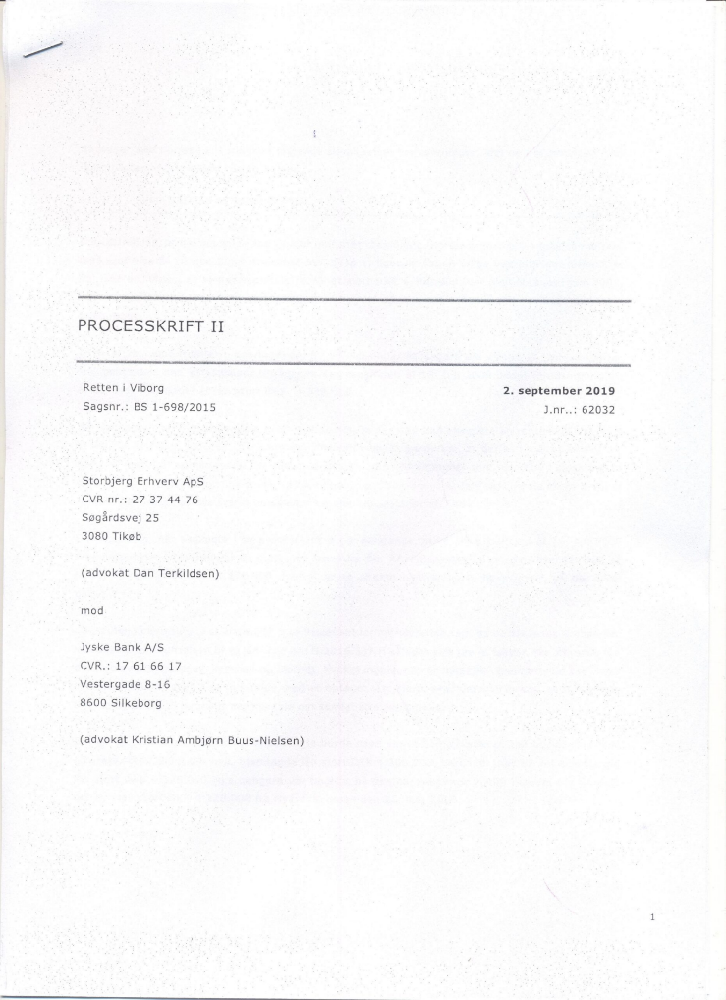 PROCESSKRIFT II
Retten i Viborg
Sagsnr.: BS 1-698/2015
2. september 2019
J.nr..: 62032
Storbjerg Erhverv ApS
CVR nr.: 27 37 44 76
Søgårdsvej 25
3080 Tikøb
(advokat Dan Terkildsen)
mod
Jyske Bank A/S
CVR.: 17 61 66 17
Vestergade 8-16
8600 Silkeborg
(advokat Kristian Ambjørn Buus-Nielsen)
1